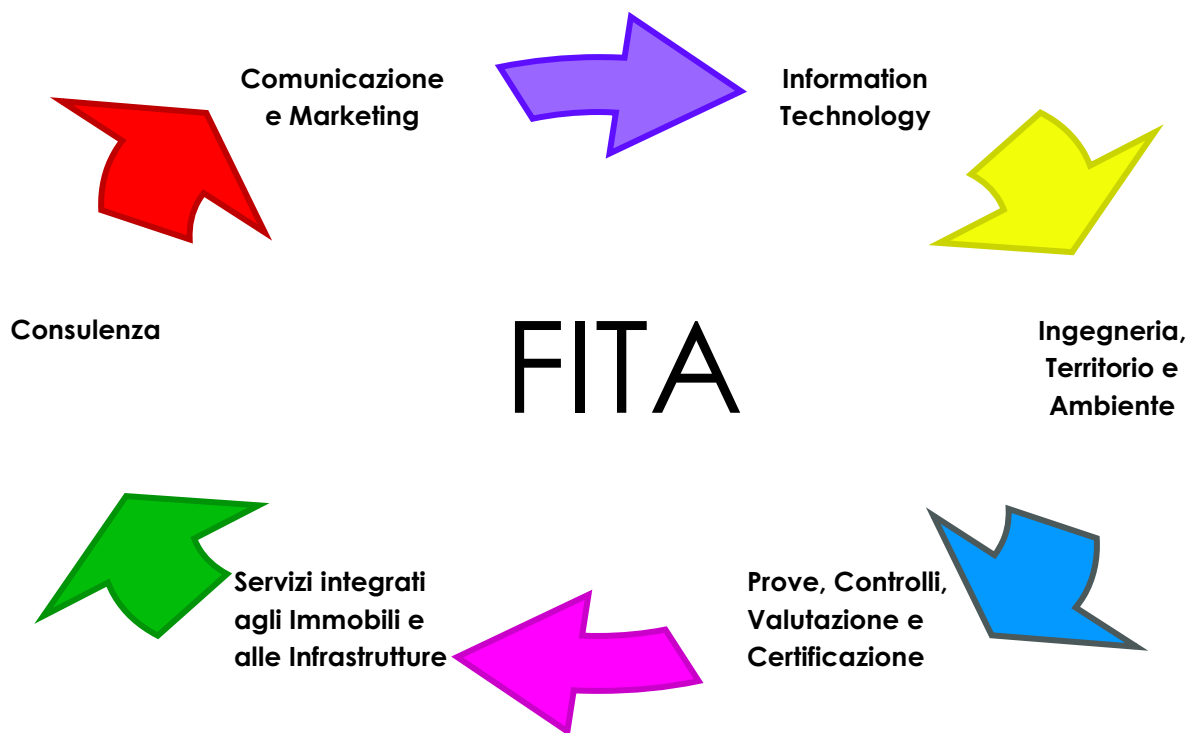 Comunicazione
e Marketing
Information
Technology
Consulenza
FITA
Ingegneria,
Territorio e
Ambiente
Servizi integrati
agli Immobili e
alle Infrastrutture
Prove, Controlli,
Valutazione e
Certificazione